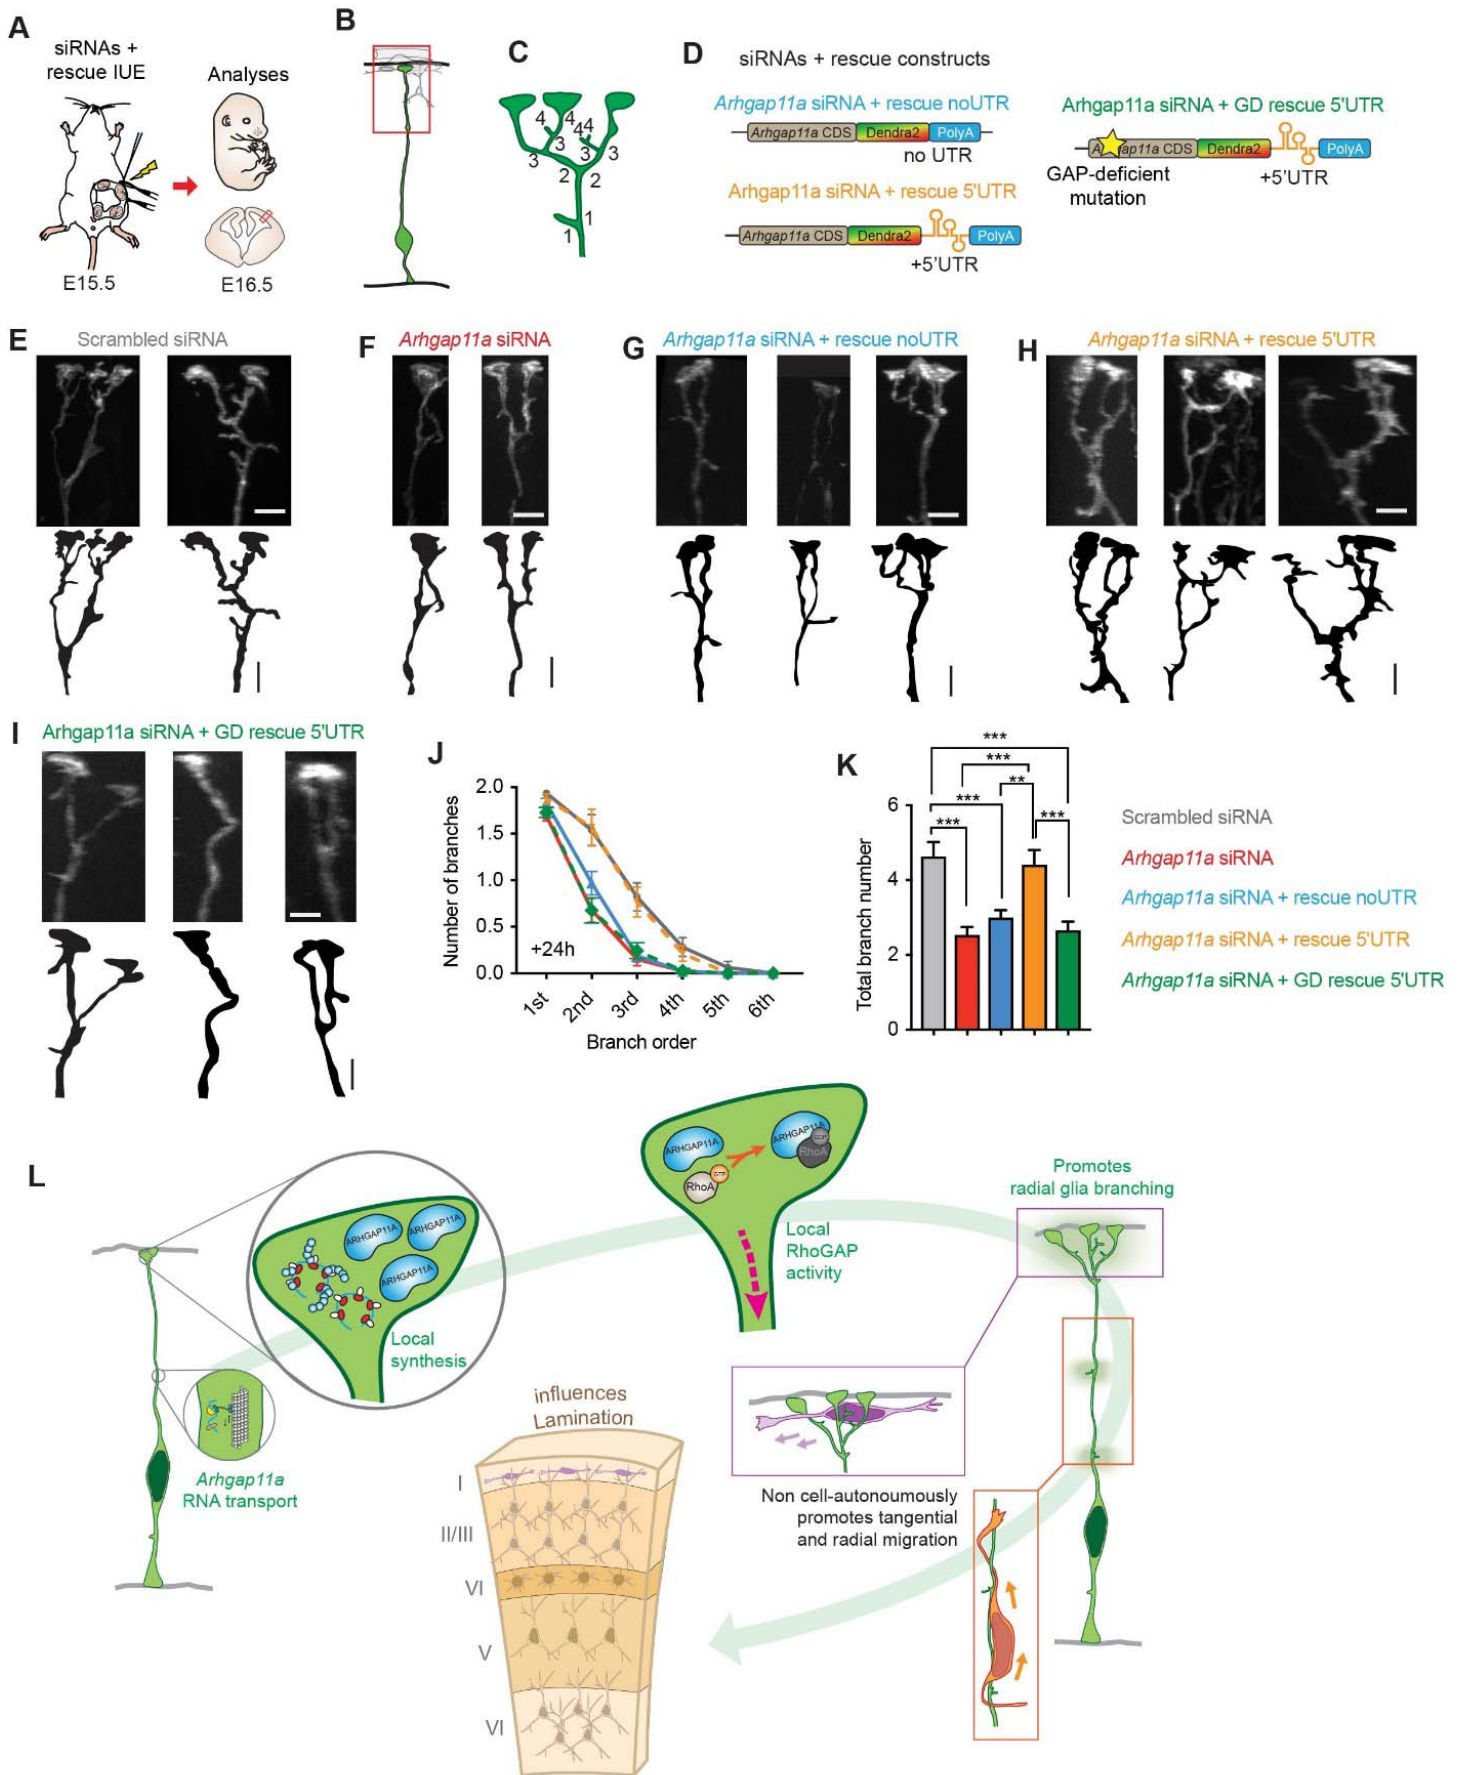 A
siRNAs +
rescue IUE
Analyses
E15.5
E16.5
B
C
4
4
4
4
3
3
3
3
2
2
1
1
D
siRNAs + rescue constructs
Arhgap11a siRNA + rescue noUTR
Arhgap11a CDS
Dendra2
PolyA
no UTR
Arhgap11a siRNA + rescue 5'UTR
Arhgap11a CDS
Dendra2
PolyA
+5'UTR
Arhgap11a siRNA + GD rescue 5'UTR
CDS
Dendra2
PolyA
GAP-deficient
mutation
+5'UTR
E
Scrambled siRNA
F
Arhgap11a siRNA
G
Arhgap11a siRNA + rescue noUTR
H
Arhgap11a siRNA + rescue 5'UTR
I
Arhgap11a siRNA + GD rescue 5'UTR
J
Number of branches
2.0
1.5
1.0
0.5
0.0
+24h
1st
2nd
3rd
4th
5th
6th
Branch order
K
Total branch number
6
4
2
0
***
***
**
***
***
***
Scrambled siRNA
Arhgap11a siRNA
Arhgap11a siRNA + rescue noUTR
Arhgap11a siRNA + rescue 5'UTR
Arhgap11a siRNA + GD rescue 5'UTR
L
ARHGAP11A
ARHGAP11A
ARHGAP11A
Local
synthesis
Arhgap11a
RNA transport
ARHGAP11A
RhoA
GTP
ARHGAP11A
GDP
RhoA
Local
RhoGAP
activity
Promotes
radial glia branching
Non cell-autonoumously
promotes tangential
and radial migration
influences
Lamination
I
II/III
VI
V
VI